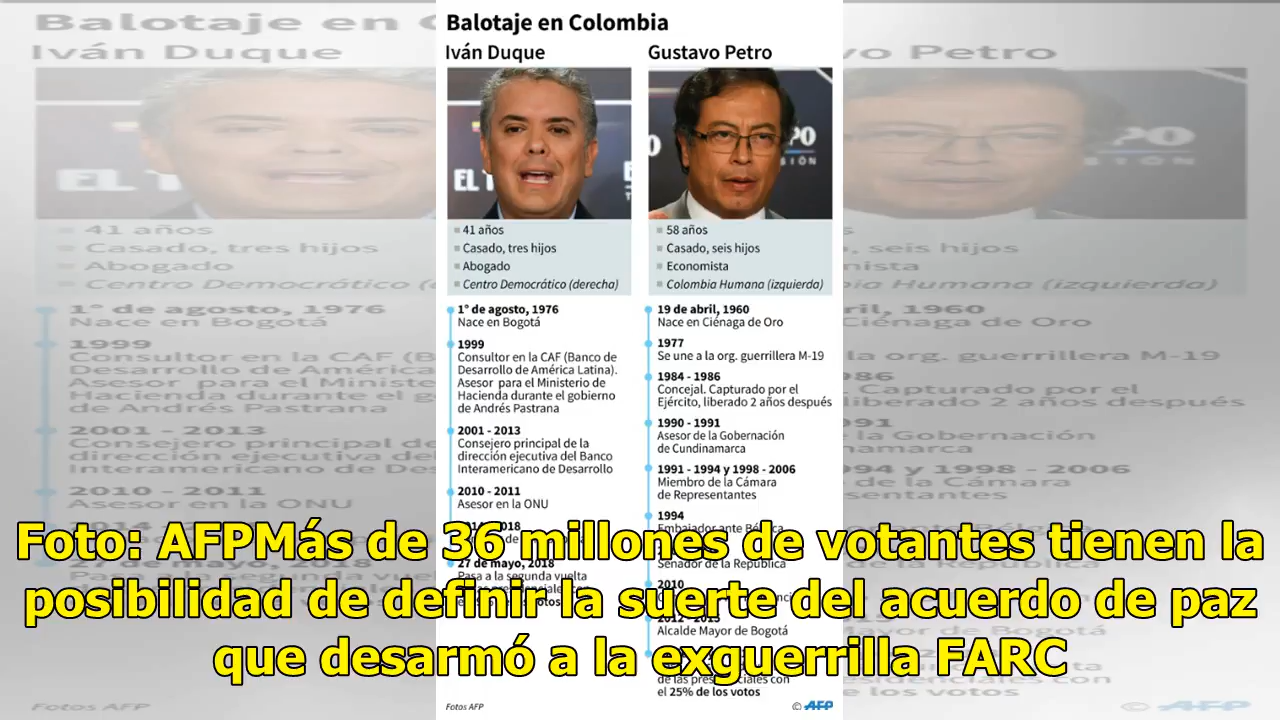 Balotaje en Colombia
Iván Duque
41 años
Casado, tres hijos
Abogado
Centro Democrático (derecha)
1° de agosto, 1976
Nace en Bogotá
1999
Consultor en la CAF (Banco de
Desarrollo de América Latina).
Asesor para el Ministerio de
Hacienda durante el gobierno
de Andrés Pastrana
2001 - 2013
Consejero principal de la
dirección ejecutiva del Banco
Interamericano de Desarrollo
2010 - 2011
Asesor en la ONU
27 de mayo, 2018
Pasa a la segunda vuelta
Gustavo Petro
58 años
Casado, seis hijos
Economista
Colombia Humana (izquierda)
19 de abril, 1960
Nace en Ciénaga de Oro
1977
Se une a la org. guerrillera M-19
1984 - 1986
Concejal. Capturado por el
Ejército, liberado 2 años después
1990 - 1991
Asesor de la Gobernación
de Cundinamarca
1991 - 1994 y 1998 - 2006
Miembro de la Cámara
de Representantes
1994
Embajador ante Bélgica
Senador de la República
2010
2012 - 2015
Alcalde Mayor de Bogotá
de las presidenciales con
el 25% de los votos
Foto: AFPMás de 36 millones de votantes tienen la
posibilidad de definir la suerte del acuerdo de paz
que desarmó a la exguerrilla FARC
Fotos AFP
© AFP